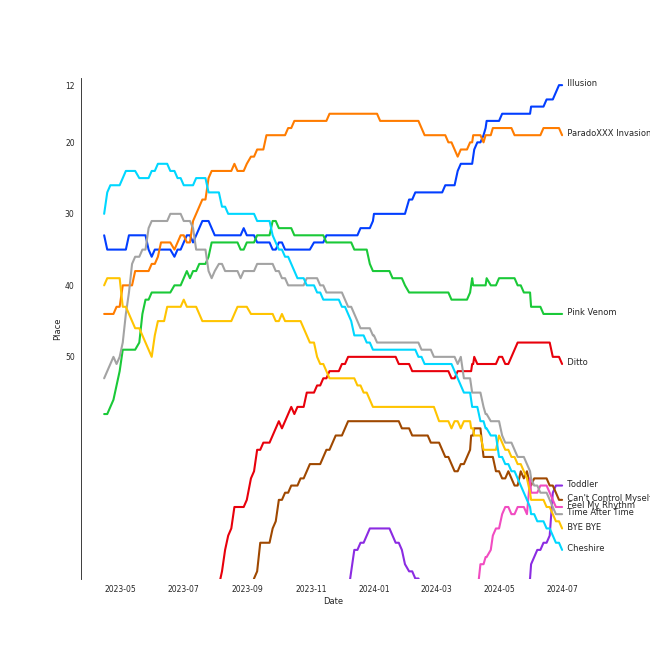 12
20
30
40
50
Place
Illusion
ParadoXXX Invasion
Pink Venom
Ditto
Toddler
Can't Control Myself
Feel My Rhythm
Time After Time
BYE BYE
Cheshire
2023-05
2023-07
2023-09
2023-11
2024-01
2024-03
2024-05
2024-07
Date